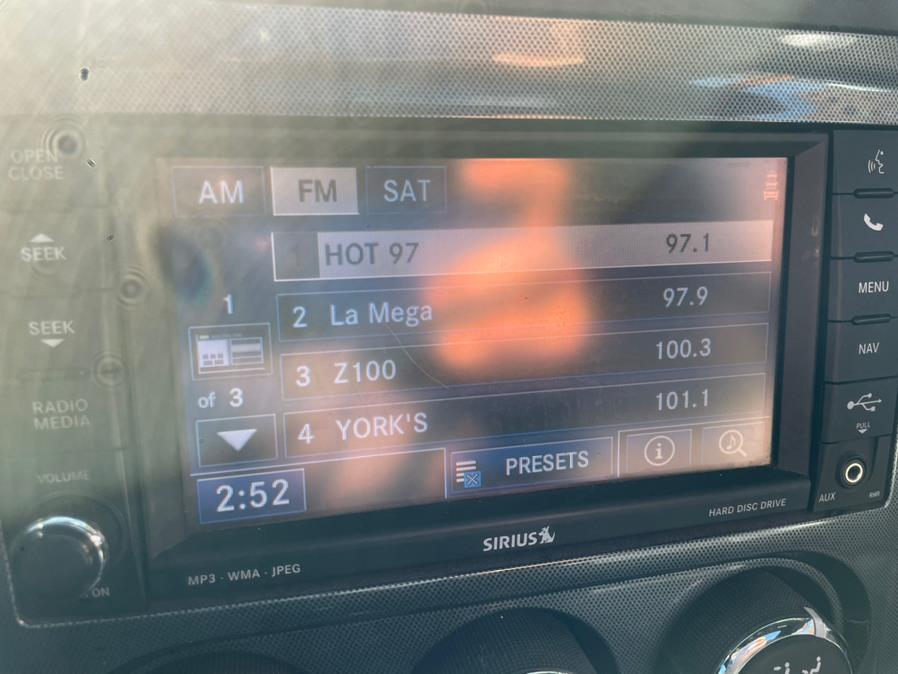 OPEN
CLOSE
SEEK
SEEK
RADIO
MEDIA
VOLUME
ON
AM FM SAT
1 HOT 97 97.1
2 La Mega 97.9
3 Z100 100.3
4 YORK'S 101.1
1
of 3
2:52
PRESETS
MENU
NAV
PULL
AUX
SIRIUS
HARD DISC DRIVE
MP3 · WMA · JPEG